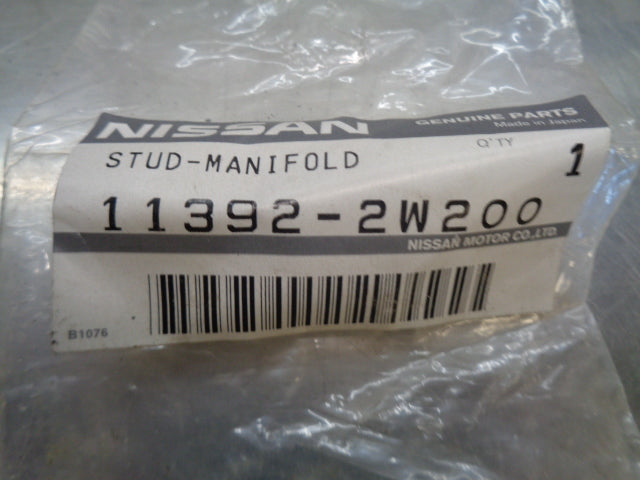 NISSAN GENUINE PARTS
Made in Japan
STUD-MANIFOLD Q'TY 1
11392-2W200
NISSAN MOTOR CO.,LTD.
B1076